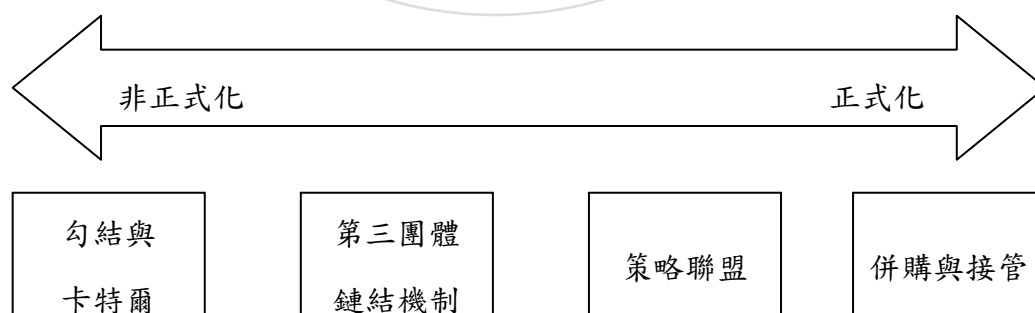 非正式化 正式化
勾結與
卡特爾
第三團體
鏈結機制
策略聯盟
併購與接管